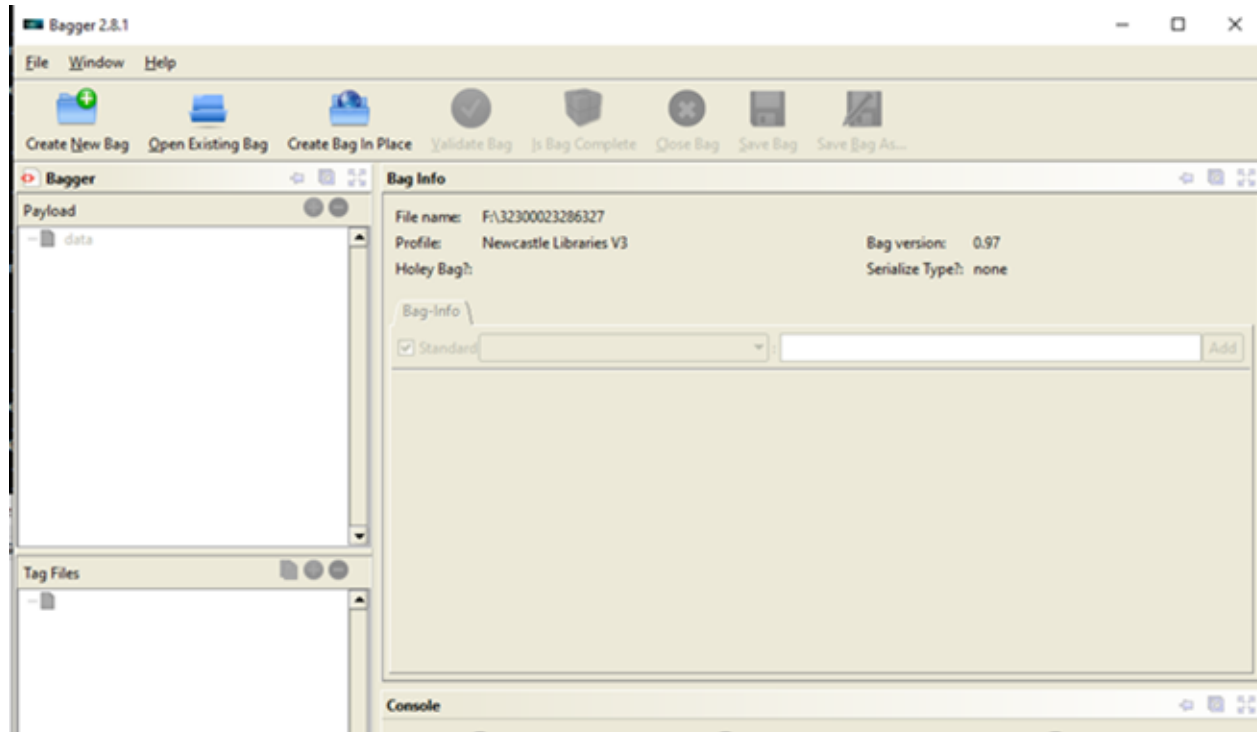 Bagger 2.8.1
File Window Help
Create New Bag Open Existing Bag Create Bag In Place Validate Bag Is Bag Complete Close Bag Save Bag Save Bag As...
Bagger
Payload
data
Tag Files
Bag Info
File name: F:\32300023286327
Profile: Newcastle Libraries V3 Bag version: 0.97
Holey Bag?: Serialize Type?: none
Bag-Info
Standard : Add
Console